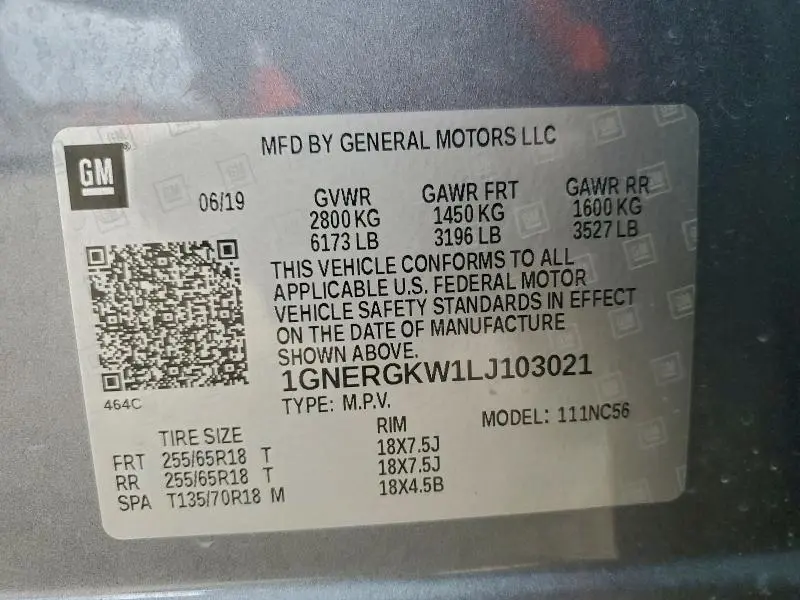 GM
MFD BY GENERAL MOTORS LLC
06/19
GVWR GAWR FRT GAWR RR
2800 KG 1450 KG 1600 KG
6173 LB 3196 LB 3527 LB
THIS VEHICLE CONFORMS TO ALL
APPLICABLE U.S. FEDERAL MOTOR
VEHICLE SAFETY STANDARDS IN EFFECT
ON THE DATE OF MANUFACTURE
SHOWN ABOVE.
1GNERGKW1LJ103021
464C
TYPE: M.P.V. MODEL: 111NC56
TIRE SIZE RIM
FRT 255/65R18 T 18X7.5J
RR 255/65R18 T 18X7.5J
SPA T135/70R18 M 18X4.5B